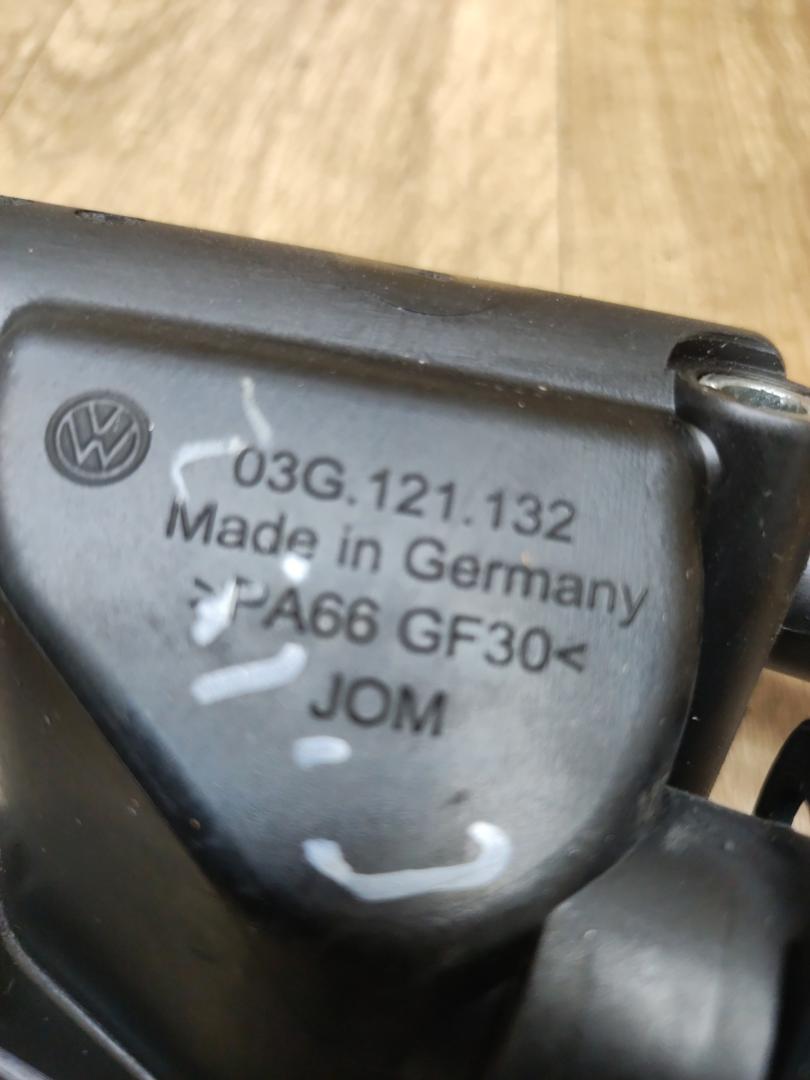 03G.121.132
Made in Germany
>PA66 GF30<
JOM